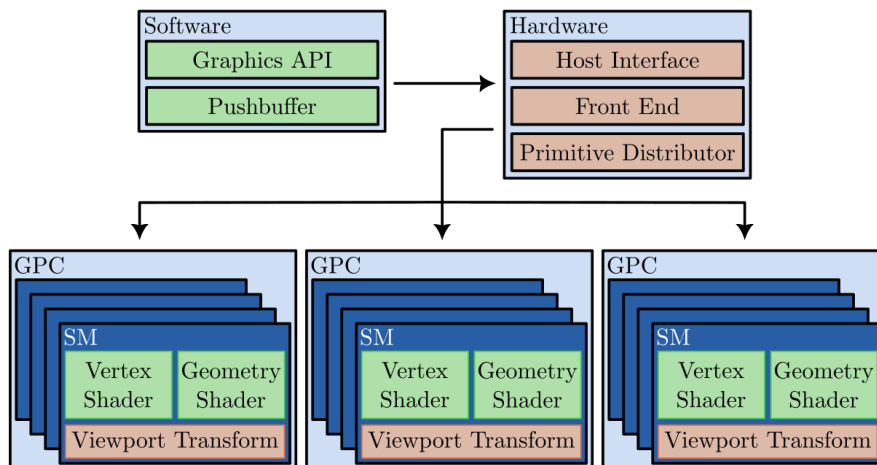 Software
Graphics API
Pushbuffer
Hardware
Host Interface
Front End
Primitive Distributor
GPC
SM
Vertex
Shader
Geometry
Shader
Viewport Transform
GPC
SM
Vertex
Shader
Geometry
Shader
Viewport Transform
GPC
SM
Vertex
Shader
Geometry
Shader
Viewport Transform